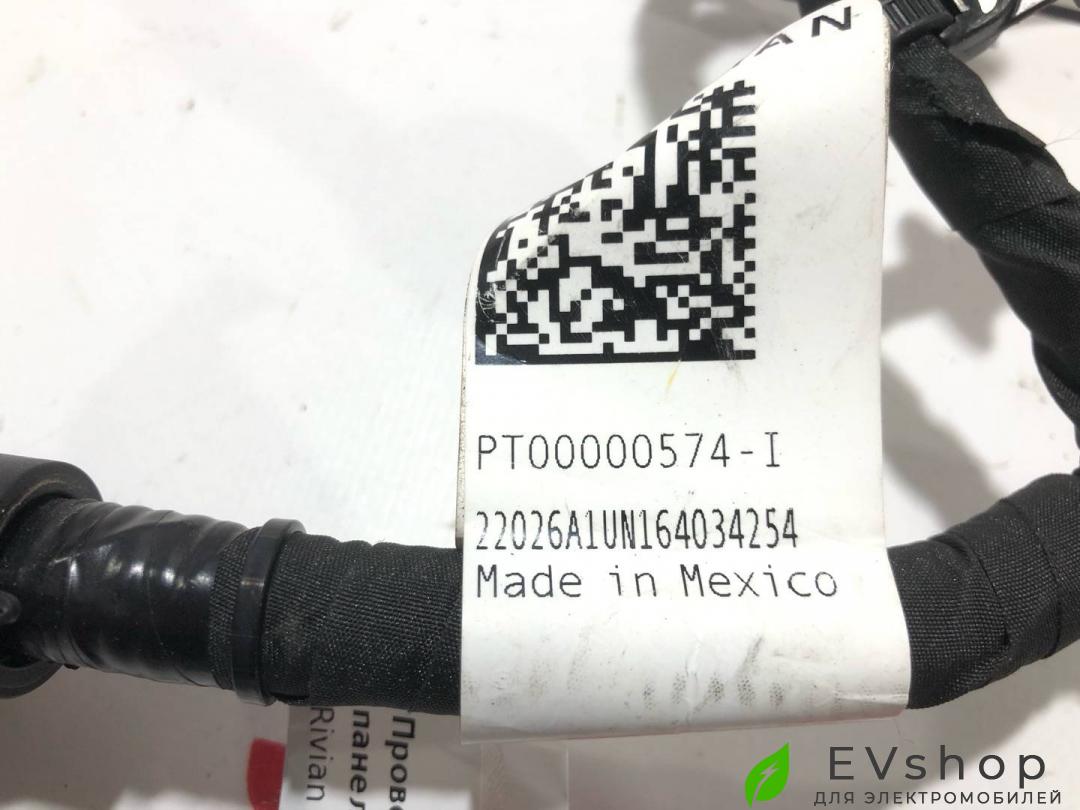 PT00000574-I
22026A1UN164034254
Made in Mexico
Rivian
EVshop
ДЛЯ ЭЛЕКТРОМОБИЛЕЙ